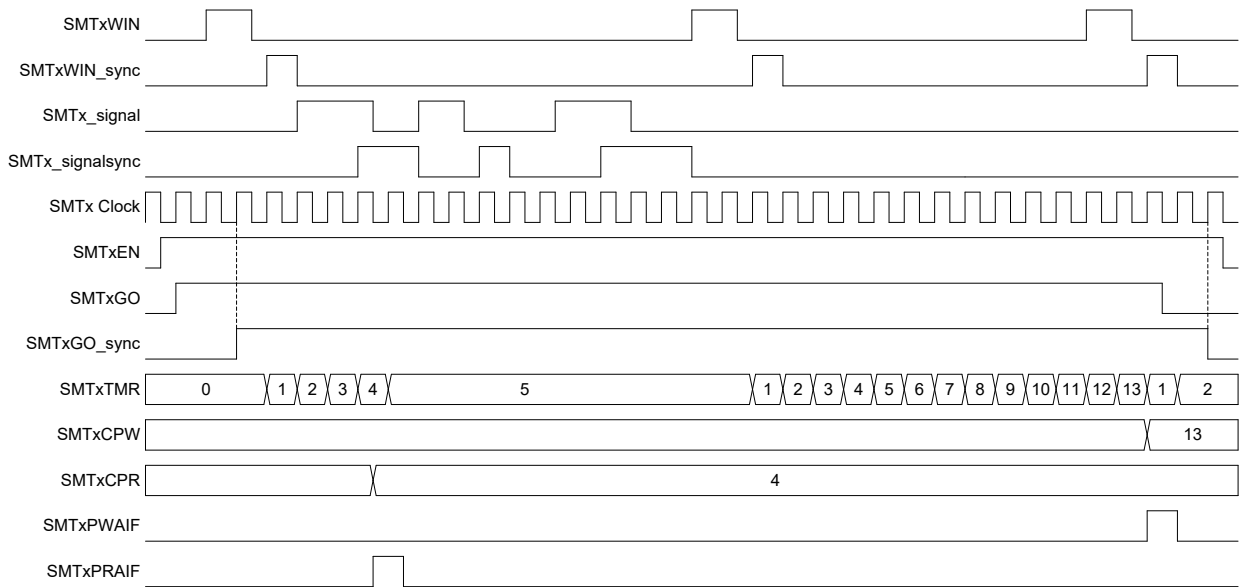 SMTxWIN
SMTxWIN_sync
SMTx_signal
SMTx_signalsync
SMTx Clock
SMTxEN
SMTxGO
SMTxGO_sync
SMTxTMR 0 1 2 3 4 5 1 2 3 4 5 6 7 8 9 10 11 12 13 1 2
SMTxCPW 13
SMTxCPR 4
SMTxPWAIF
SMTxPRAIF